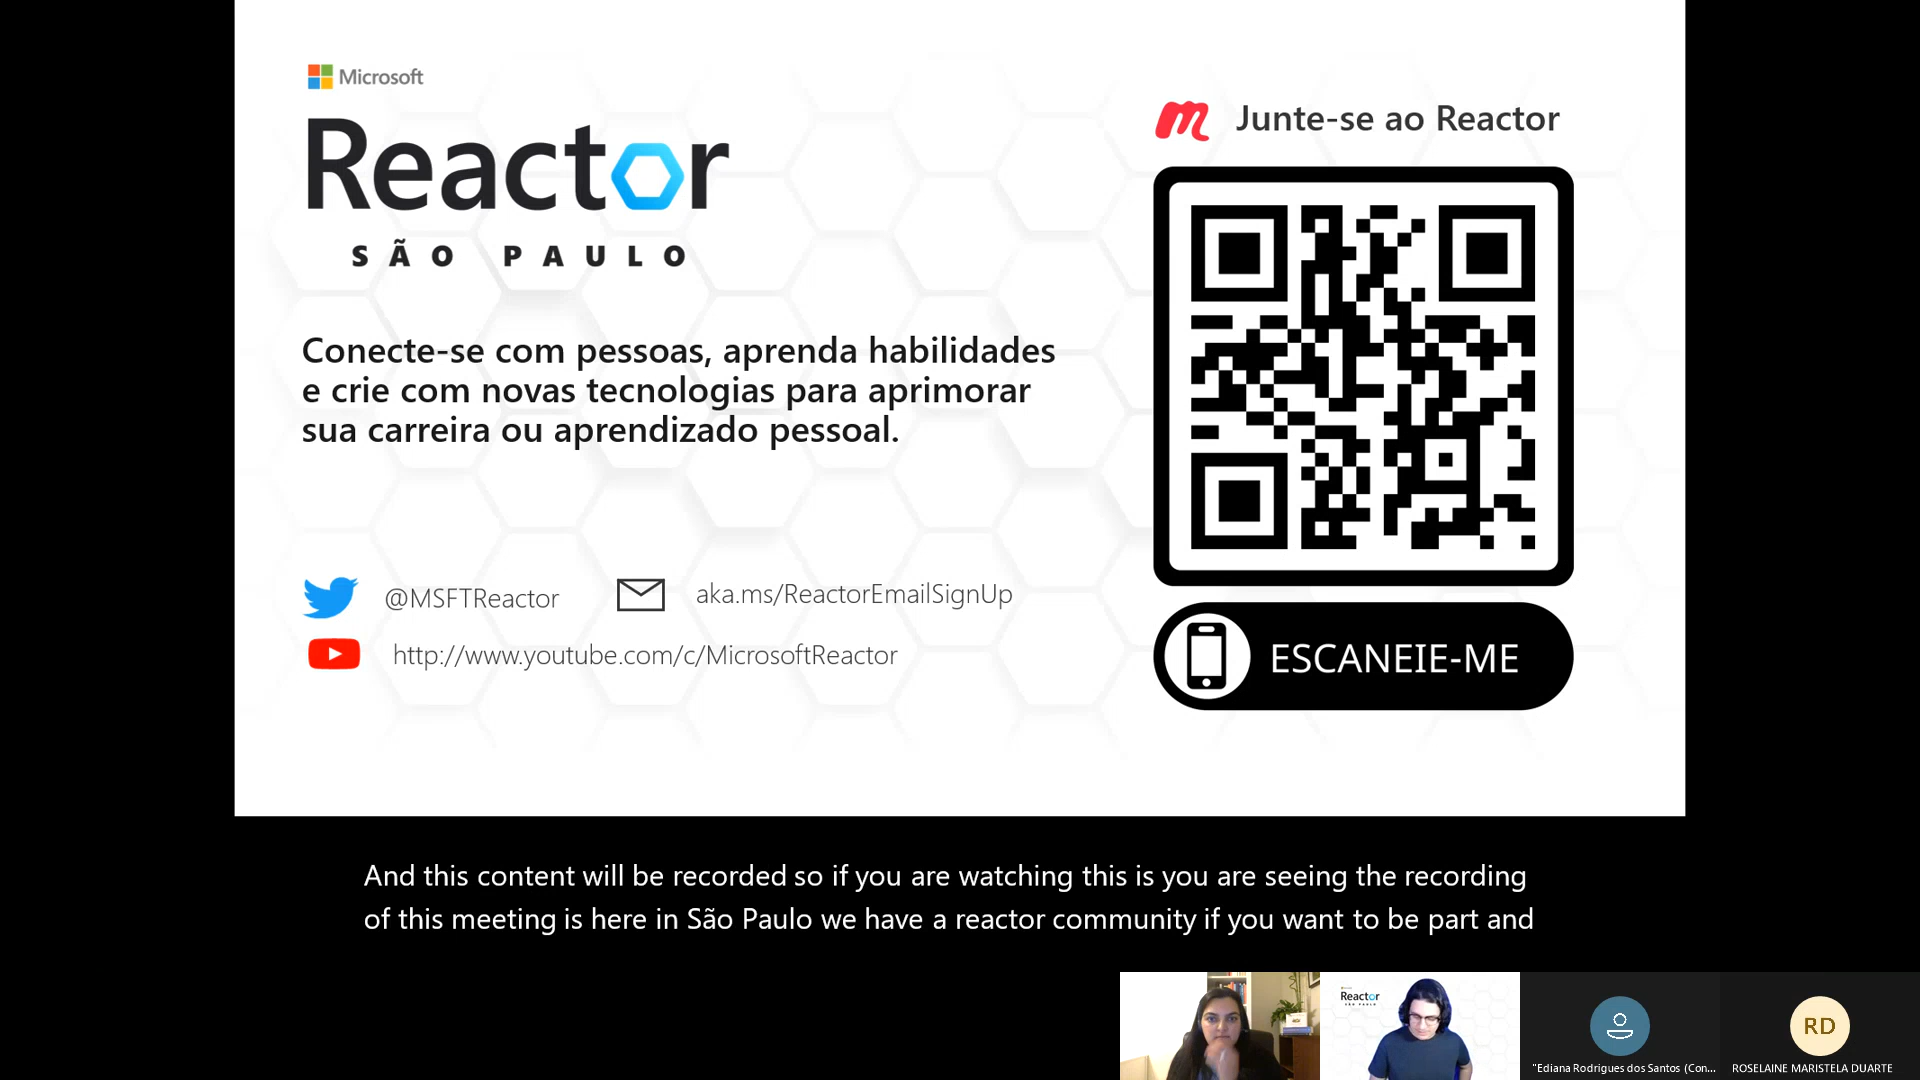 Microsoft
Reactor
SÃO PAULO
Conecte-se com pessoas, aprenda habilidades
e crie com novas tecnologias para aprimorar
sua carreira ou aprendizado pessoal.
@MSFTReactor
aka.ms/ReactorEmailSignUp
http://www.youtube.com/c/MicrosoftReactor
Junte-se ao Reactor
ESCANEIE-ME
And this content will be recorded so if you are watching this is you are seeing the recording
of this meeting is here in São Paulo we have a reactor community if you want to be part and
Reactor
SÃO PAULO
"Ediana Rodrigues dos Santos (Con...
RD
ROSELAINE MARISTELA DUARTE